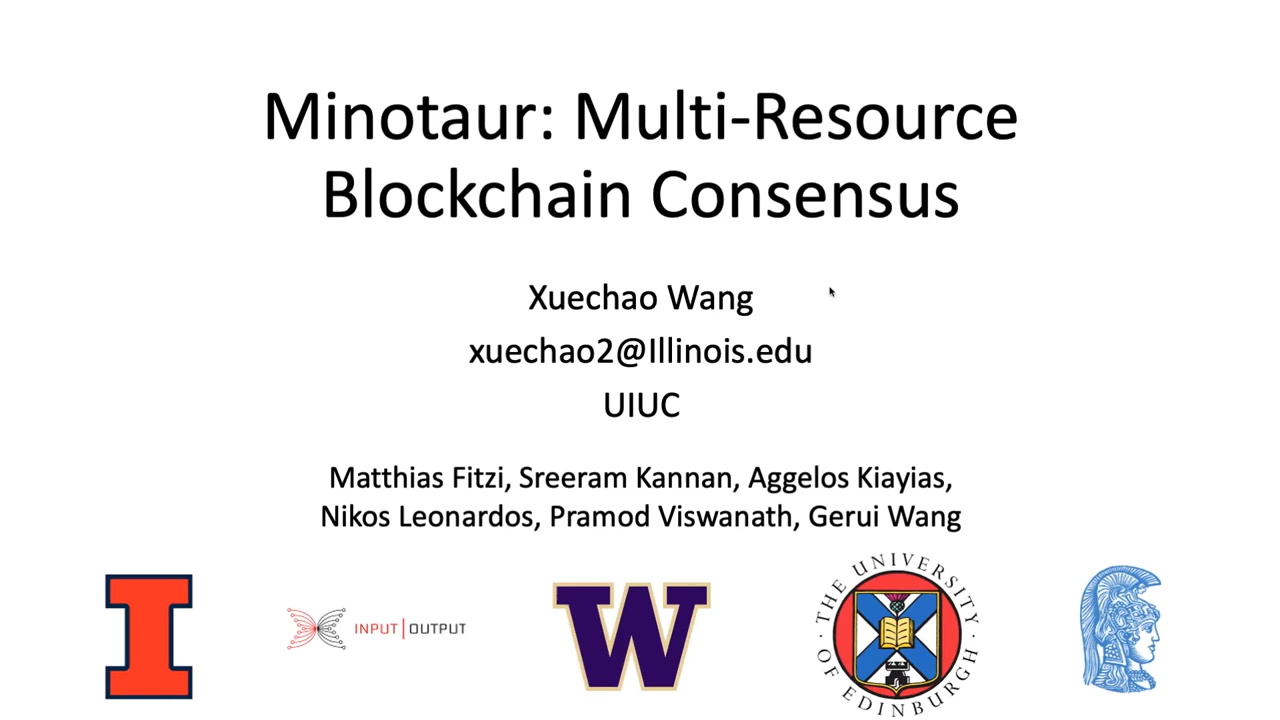 Minotaur: Multi-Resource
Blockchain Consensus
Xuechao Wang
xuechao2@Illinois.edu
UIUC
Matthias Fitzi, Sreeram Kannan, Aggelos Kiayias,
Nikos Leonardos, Pramod Viswanath, Gerui Wang
I
INPUT|OUTPUT
W
· THE UNIVERSITY ·
OF EDINBURGH